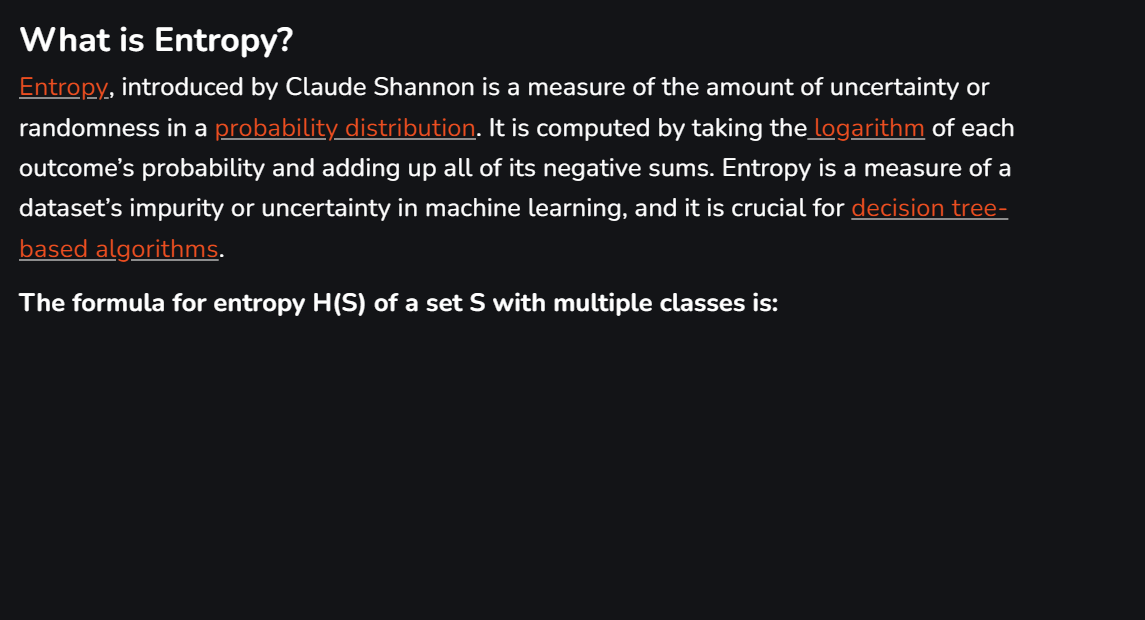 What is Entropy?
Entropy, introduced by Claude Shannon is a measure of the amount of uncertainty or
randomness in a probability distribution. It is computed by taking the logarithm of each
outcome’s probability and adding up all of its negative sums. Entropy is a measure of a
dataset’s impurity or uncertainty in machine learning, and it is crucial for decision tree-
based algorithms.
The formula for entropy H(S) of a set S with multiple classes is: